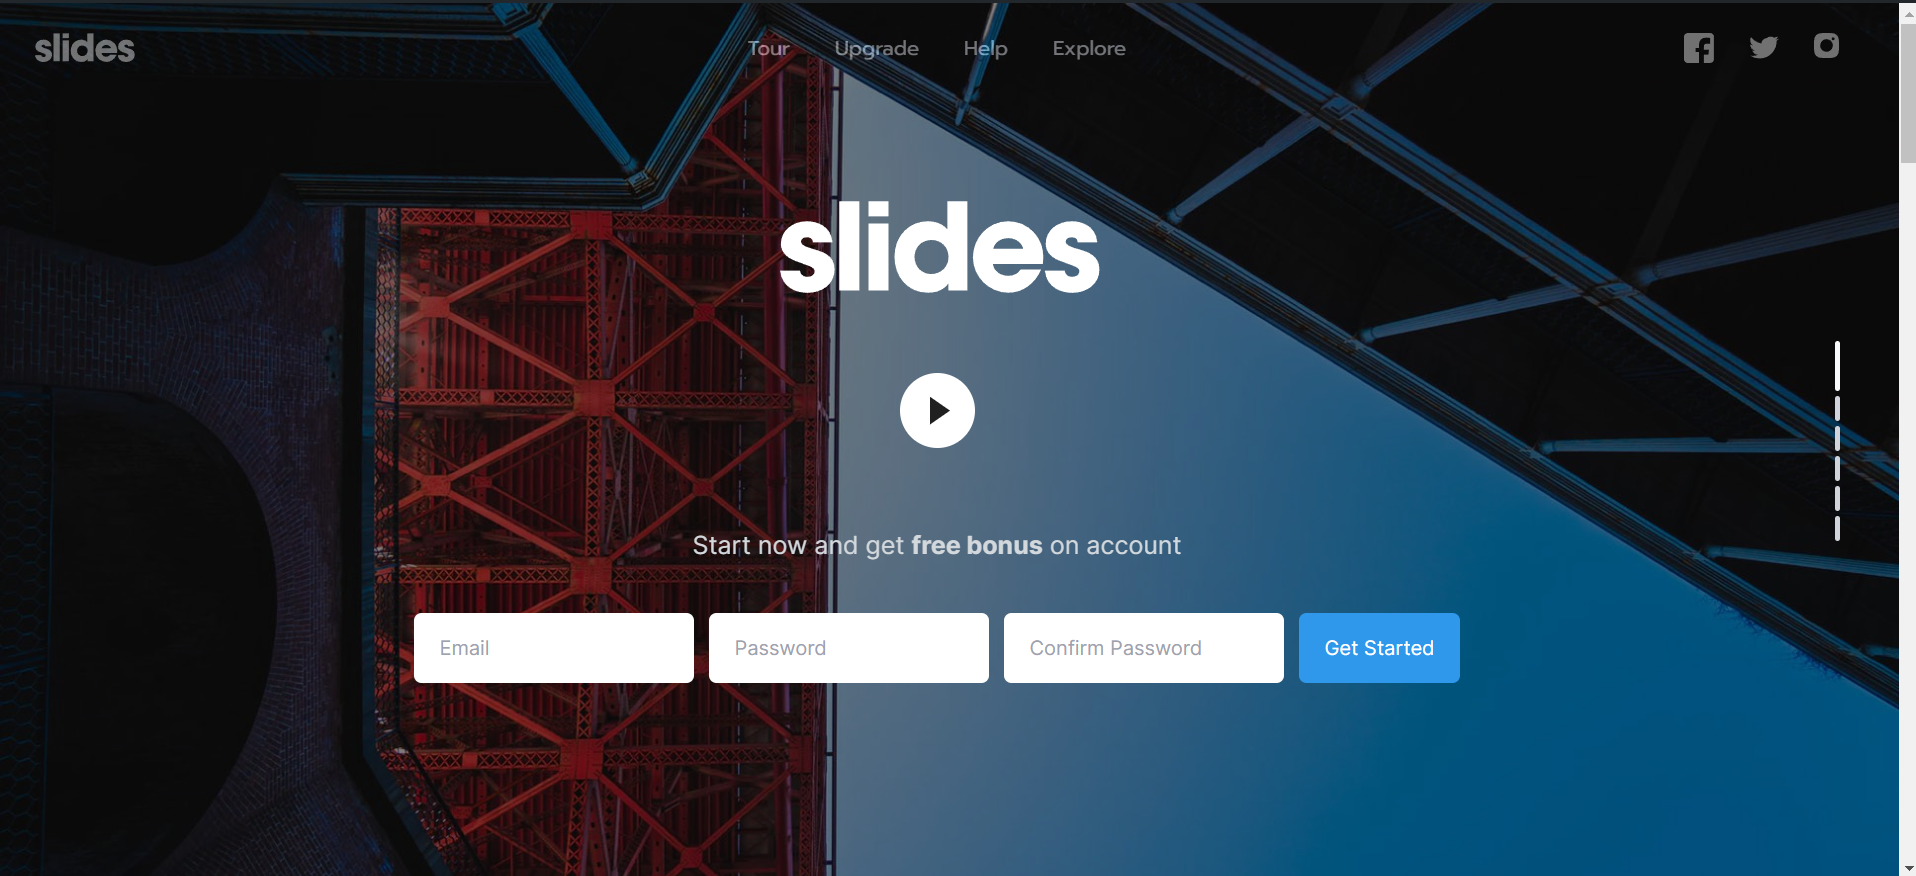 slides
Tour Upgrade Help Explore
slides
Start now and get free bonus on account
Email Password Confirm Password Get Started